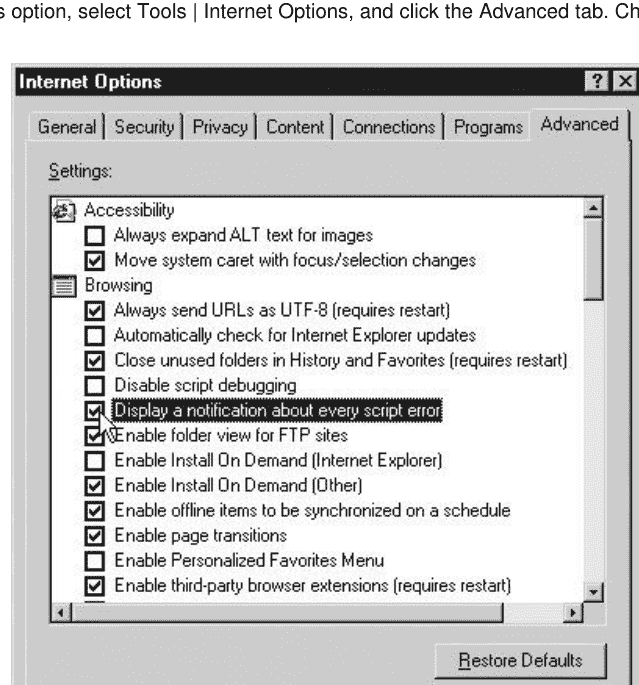 s option, select Tools | Internet Options, and click the Advanced tab. Ch
Internet Options
General Security Privacy Content Connections Programs Advanced
Settings:
Accessibility
Always expand ALT text for images
Move system caret with focus/selection changes
Browsing
Always send URLs as UTF-8 (requires restart)
Automatically check for Internet Explorer updates
Close unused folders in History and Favorites (requires restart)
Disable script debugging
Display a notification about every script error
Enable folder view for FTP sites
Enable Install On Demand (Internet Explorer)
Enable Install On Demand (Other)
Enable offline items to be synchronized on a schedule
Enable page transitions
Enable Personalized Favorites Menu
Enable third-party browser extensions (requires restart)
Restore Defaults